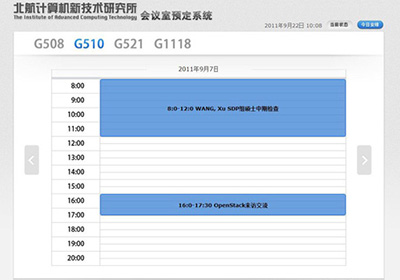 北航计算机新技术研究所 会议室预定系统
The Institute of Advanced Computing Technology
2011年9月22日 10:08
G508 G510 G521 G1118
2011年9月7日
8:00
8:0-12:0 WANG, Xu SDP暨硕士中期检查
9:00
10:00
11:00
12:00
13:00
14:00
15:00
16:00
16:0-17:30 OpenStack来访交流
17:00
18:00
19:00
20:00